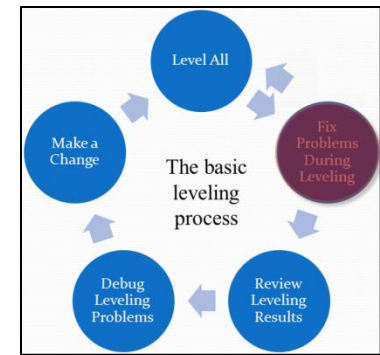 Level All
Fix
Problems
During
Leveling
Review
Leveling
Results
Debug
Leveling
Problems
Make a
Change
The basic
leveling
process